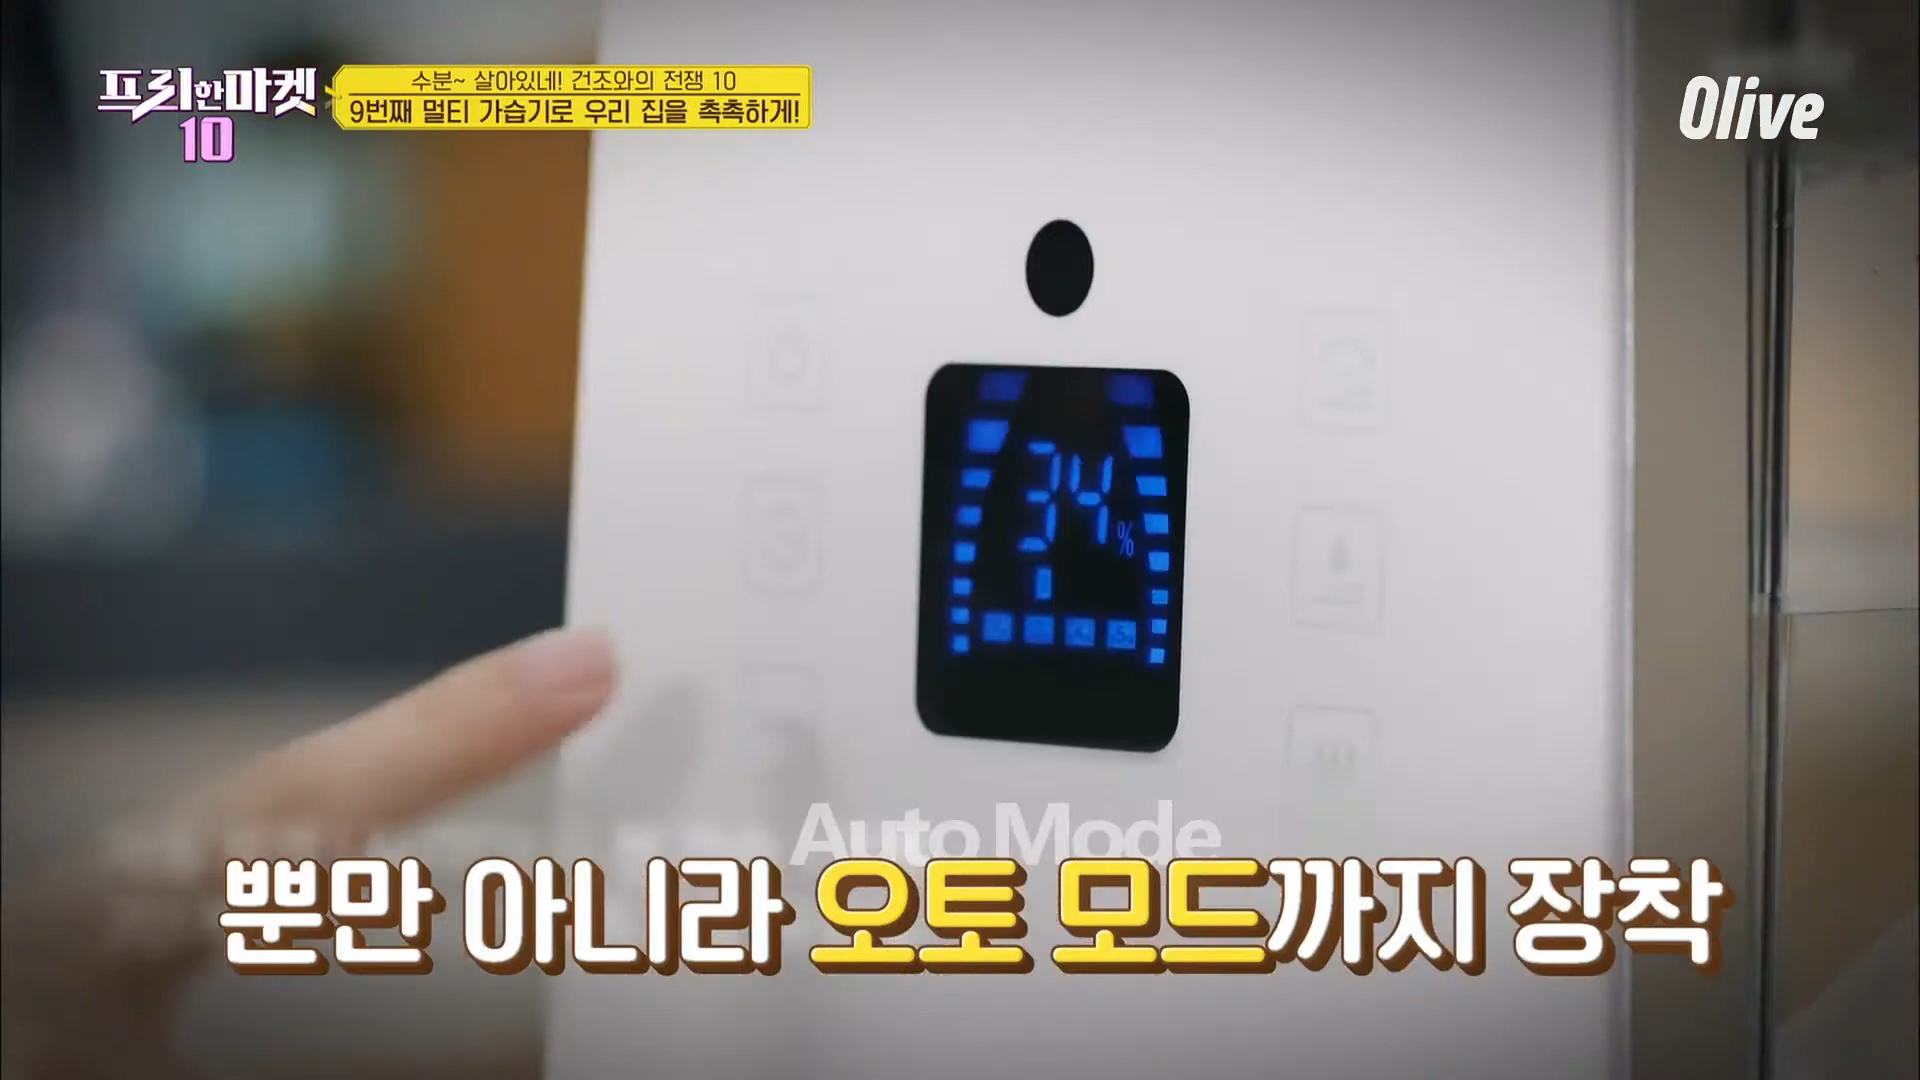 프리한마켓
10
수분~ 살아있네! 건조와의 전쟁 10
9번째 멀티 가습기로 우리 집을 촉촉하게!
Olive
34%
Auto Mode
뿐만 아니라 오토 모드까지 장착